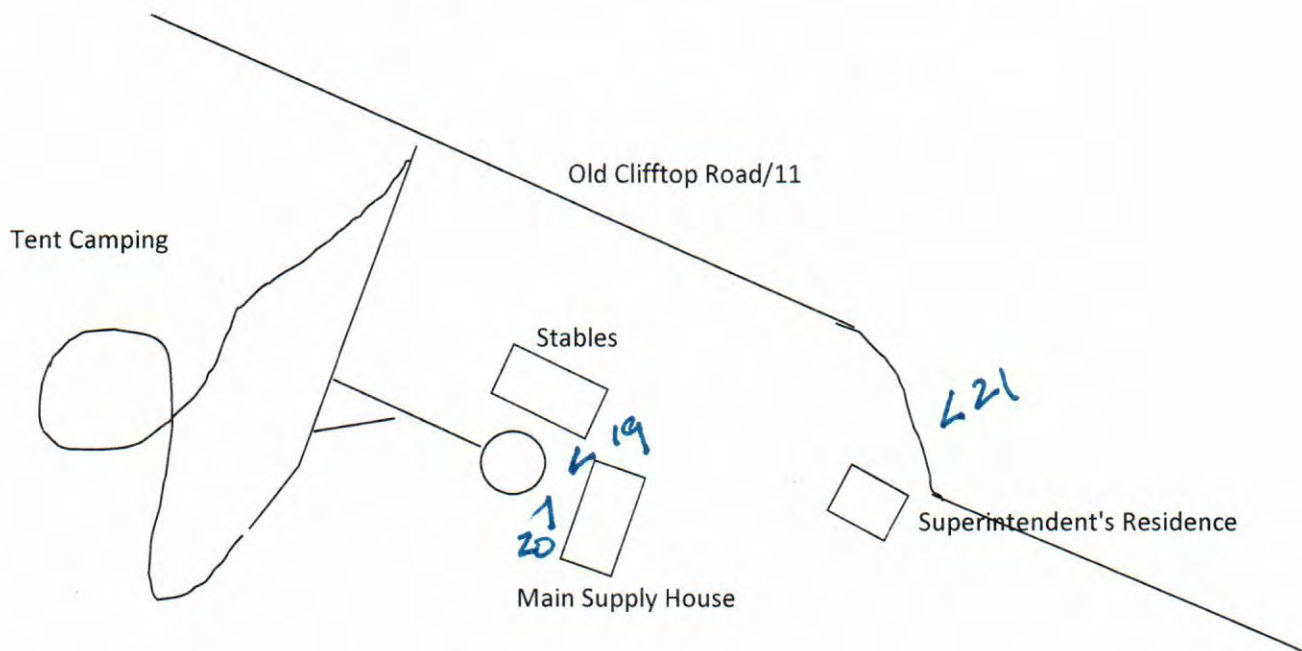 Old Clifftop Road/11
Tent Camping
Stables
21
19
Superintendent's Residence
20
Main Supply House